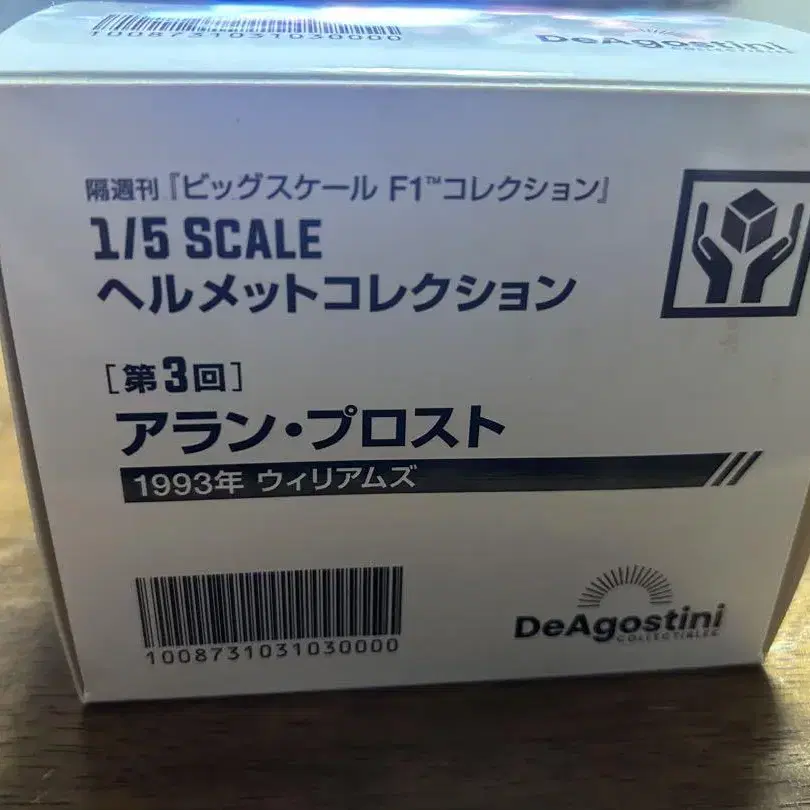 1008731031030000
DeAgostini
隔週刊『ビッグスケール F1™コレクション』
1/5 SCALE
ヘルメットコレクション
[第3回]
アラン・プロスト
1993年 ウィリアムズ
1008731031030000
DeAgostini
COLLECTIBLES